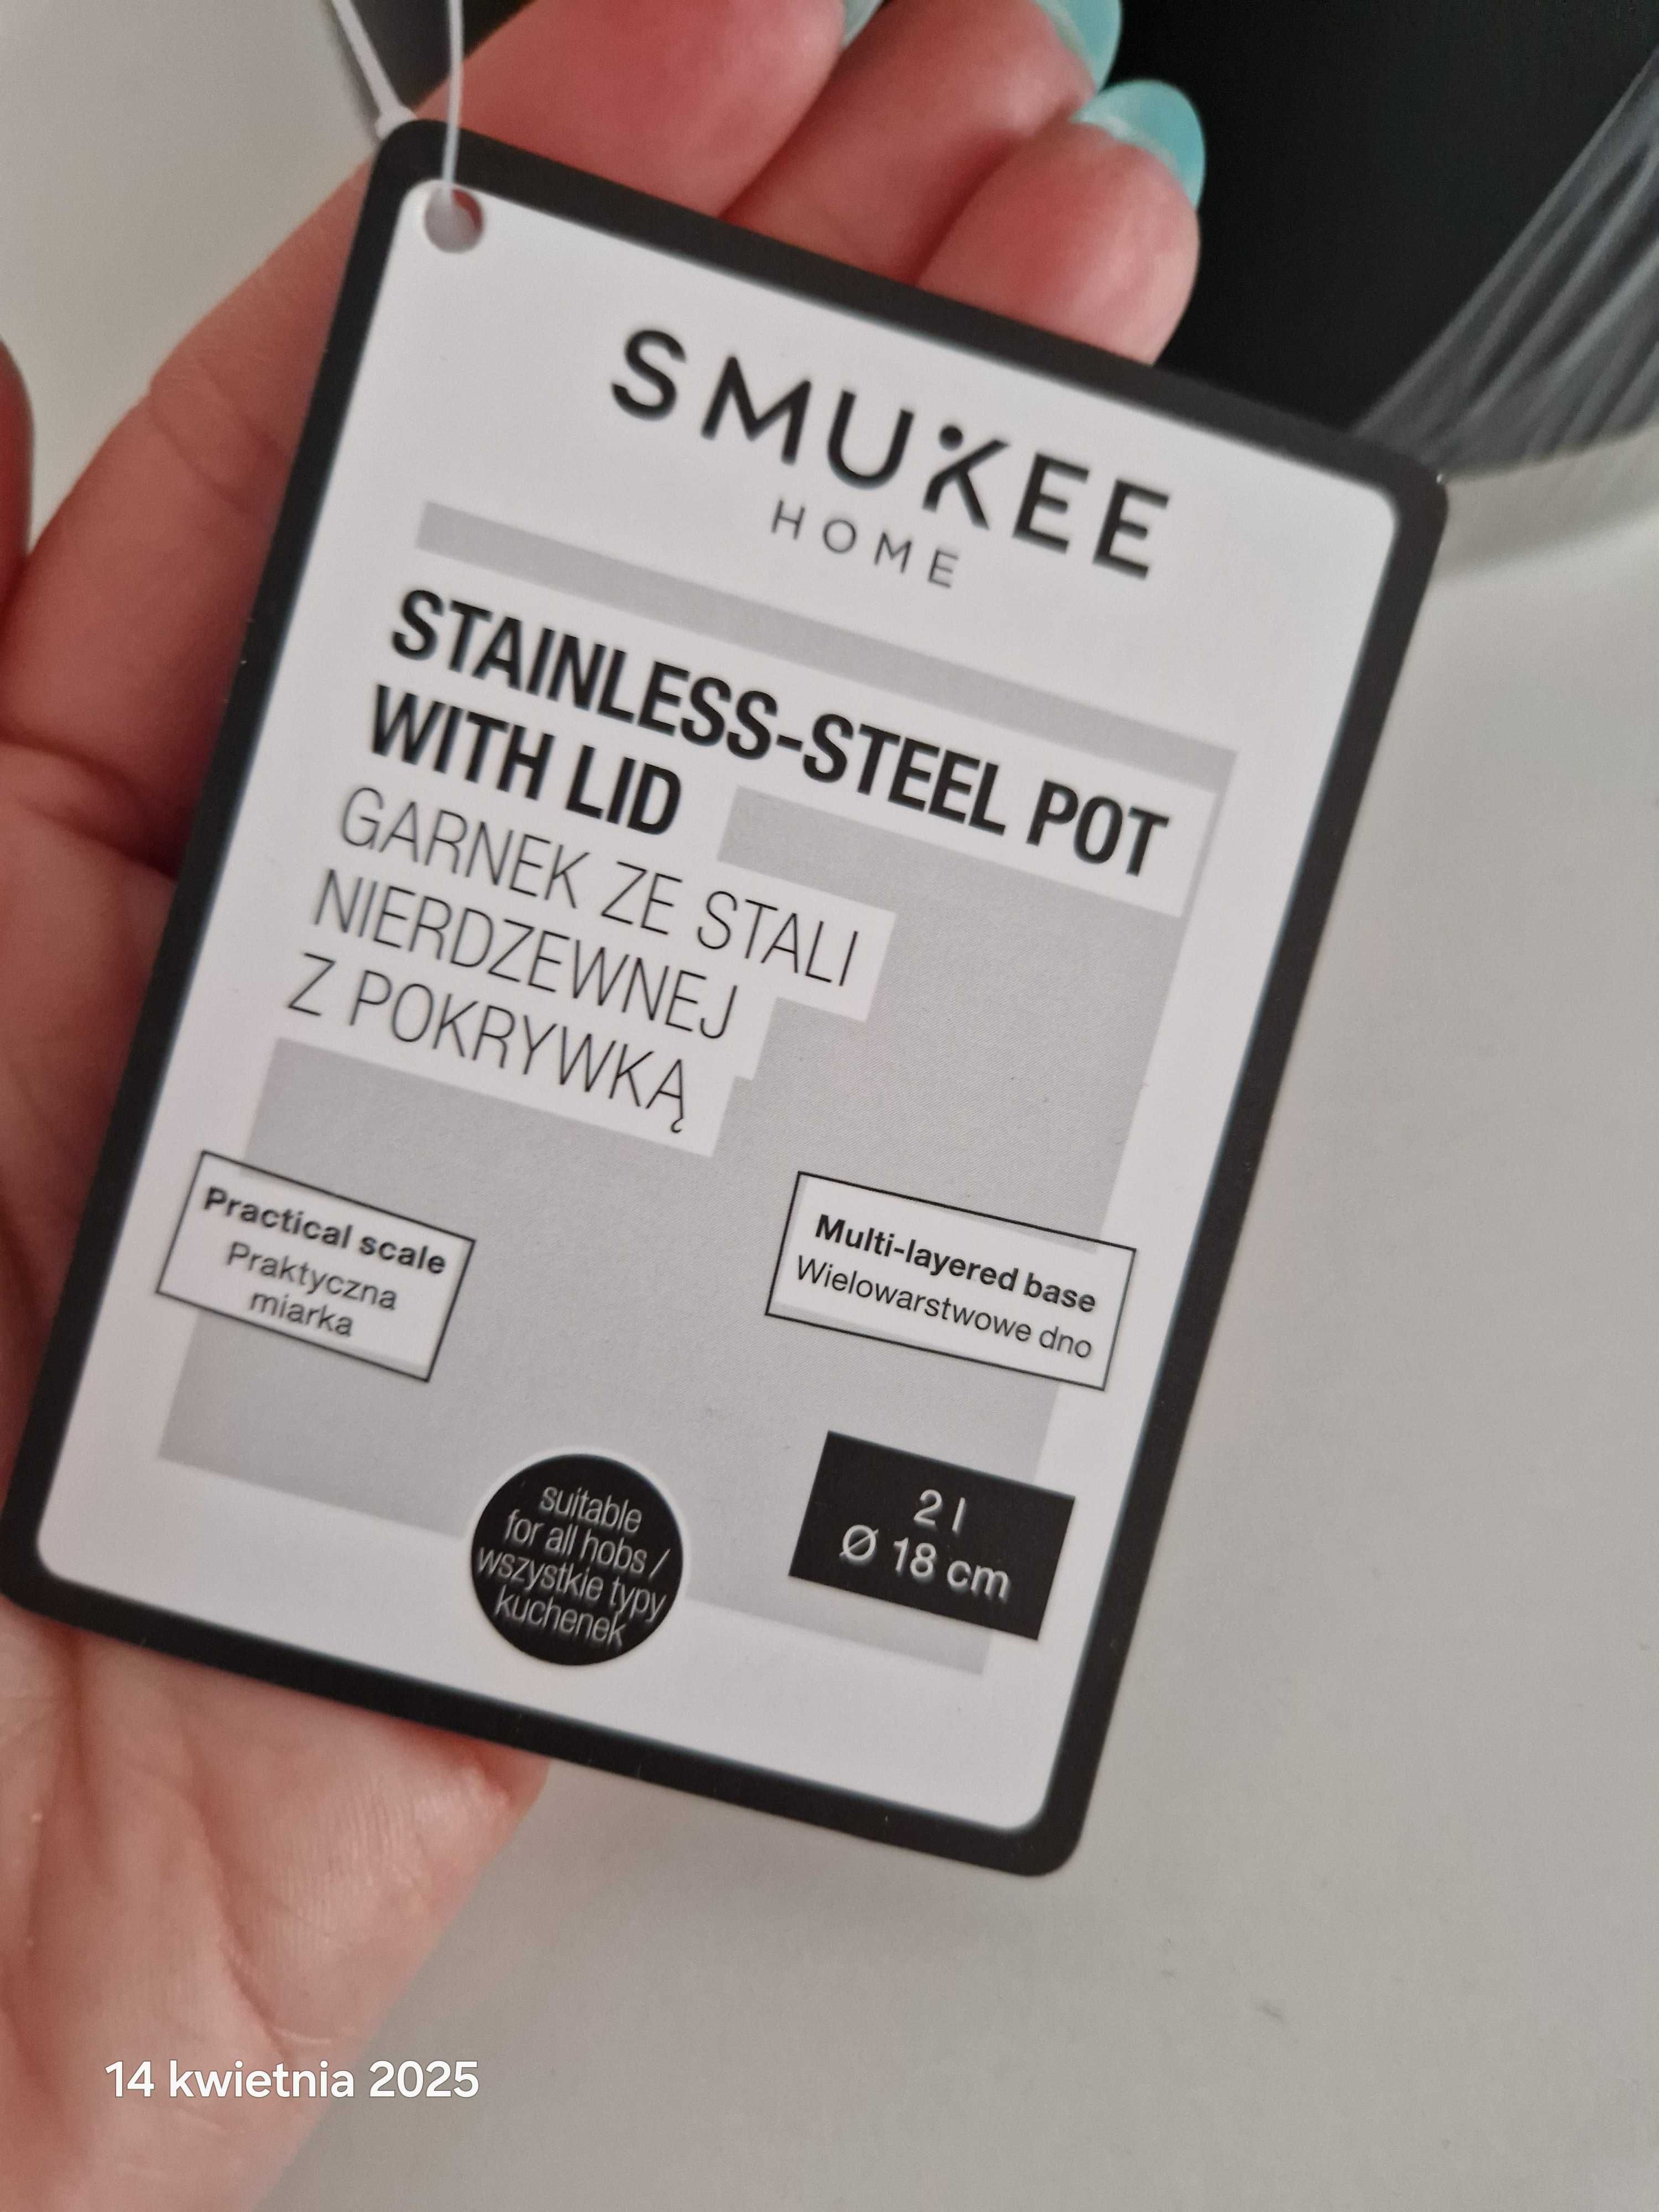 SMUKEE
HOME
STAINLESS-STEEL POT
WITH LID
GARNEK ZE STALI
NIERDZEWNEJ
Z POKRYWKĄ
Practical scale
Praktyczna
miarka
Multi-layered base
Wielowarstwowe dno
suitable
for all hobs /
wszystkie typy
kuchenek
2 l
Ø 18 cm
14 kwietnia 2025